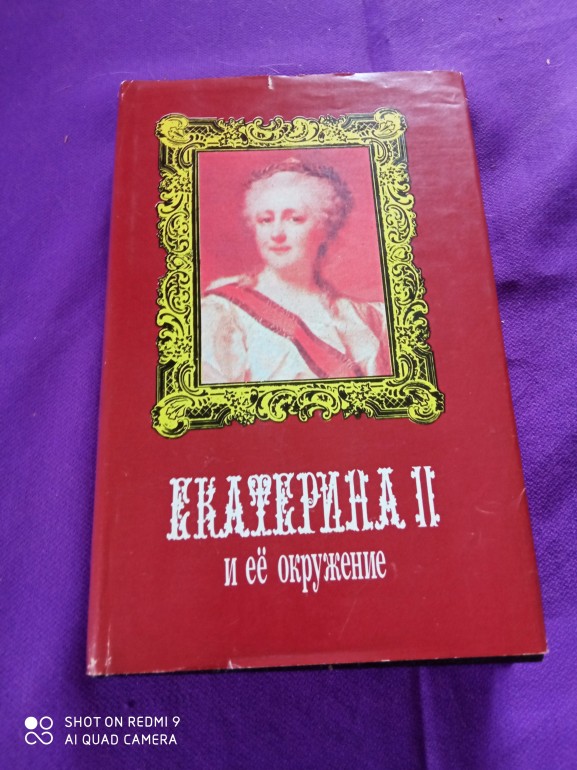 ЕКАТЕРИНА II
и её окружение
SHOT ON REDMI 9
AI QUAD CAMERA